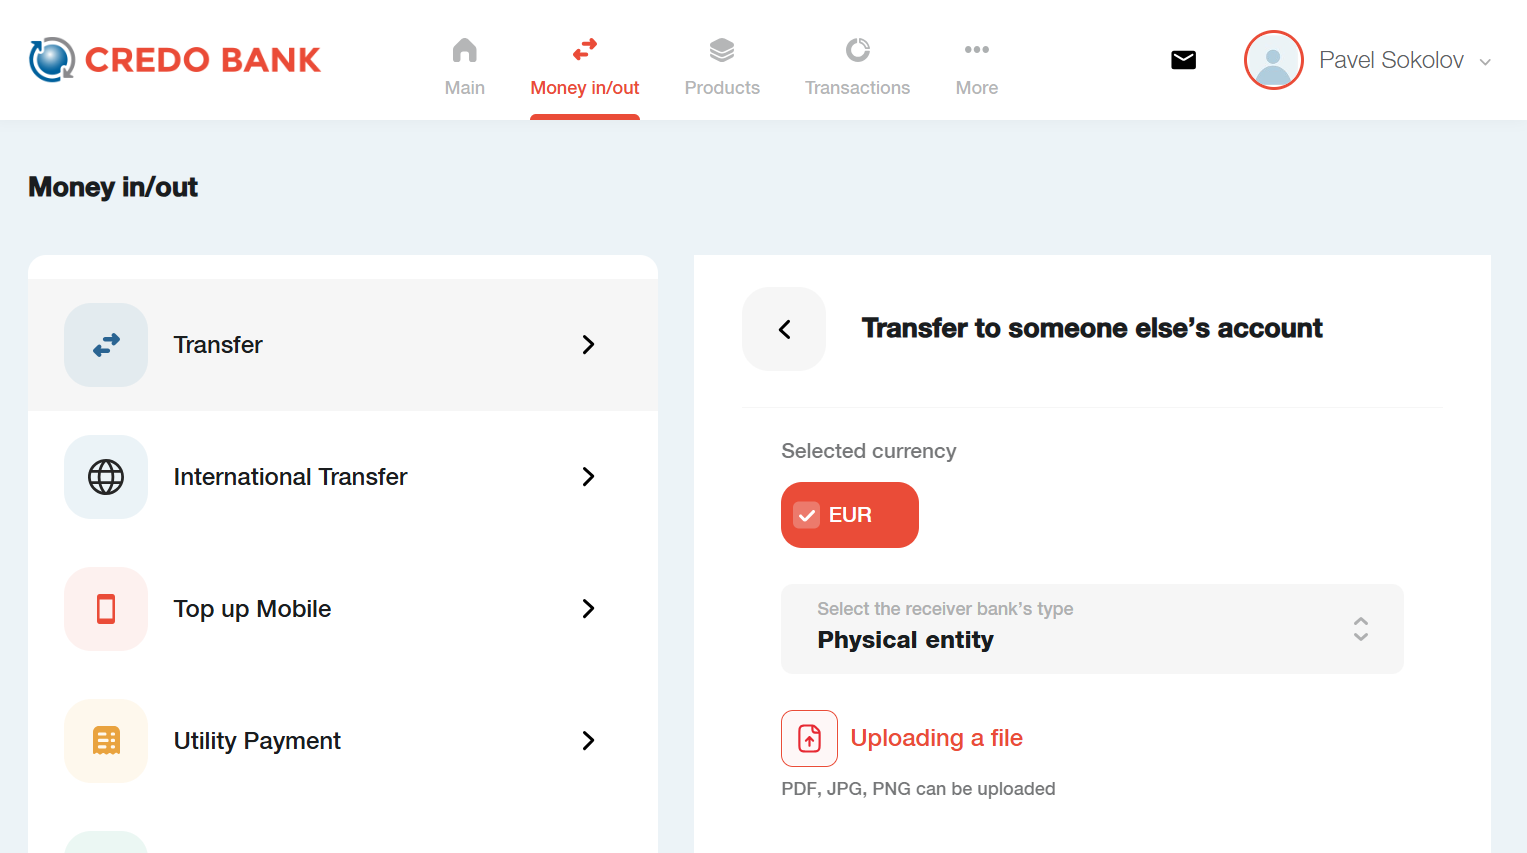 CREDO BANK
Main
Money in/out
Products
Transactions
More
Pavel Sokolov
Money in/out
Transfer
International Transfer
Top up Mobile
Utility Payment
Transfer to someone else’s account
Selected currency
EUR
Select the receiver bank’s type
Physical entity
Uploading a file
PDF, JPG, PNG can be uploaded